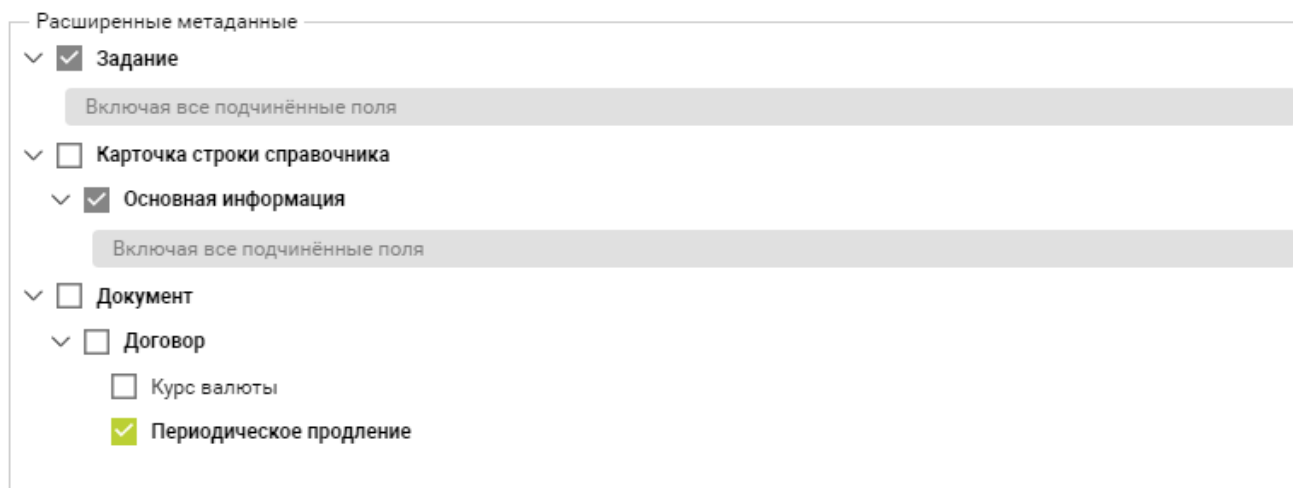 Расширенные метаданные
Задание
Включая все подчинённые поля
Карточка строки справочника
Основная информация
Включая все подчинённые поля
Документ
Договор
Курс валюты
Периодическое продление